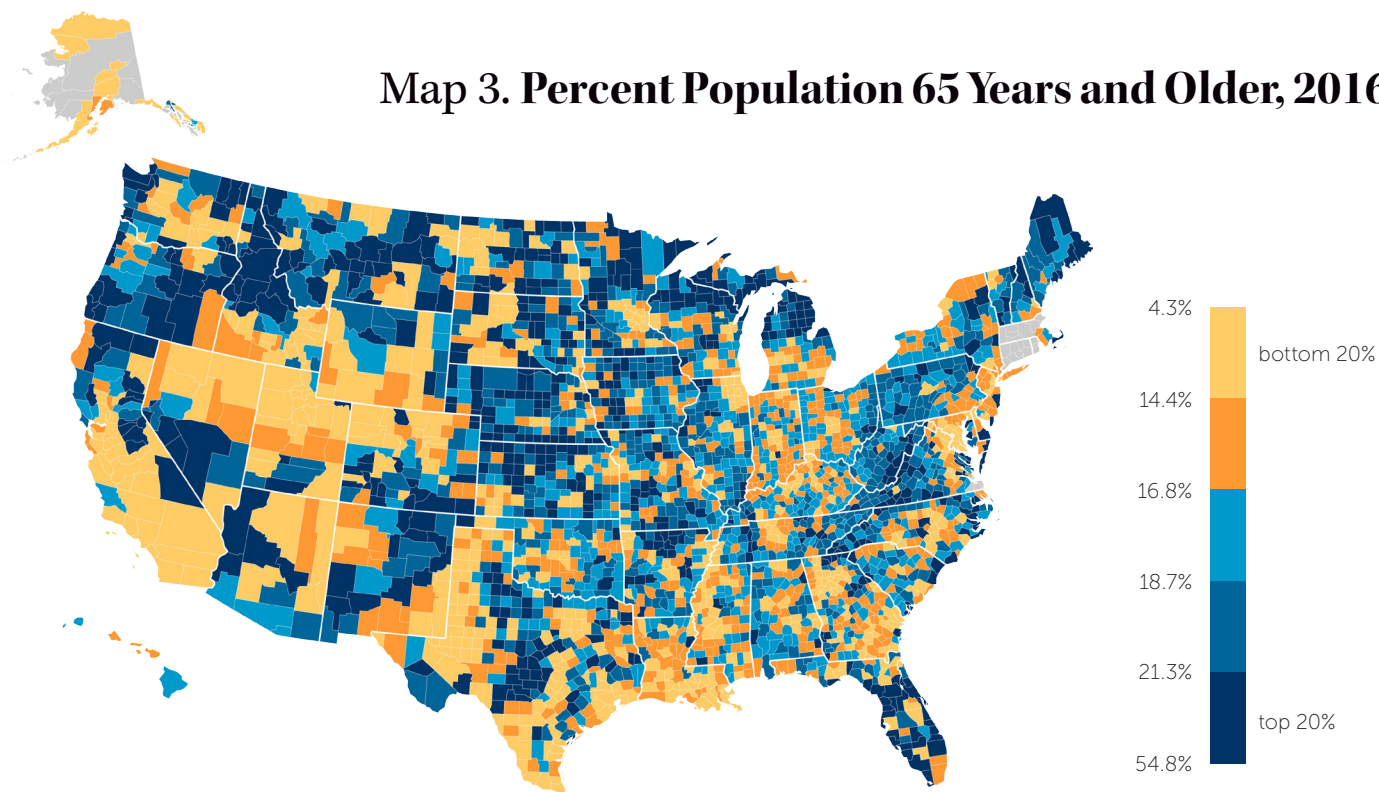 Map 3. Percent Population 65 Years and Older, 2016
4.3%
bottom 20%
14.4%
16.8%
18.7%
21.3%
top 20%
54.8%